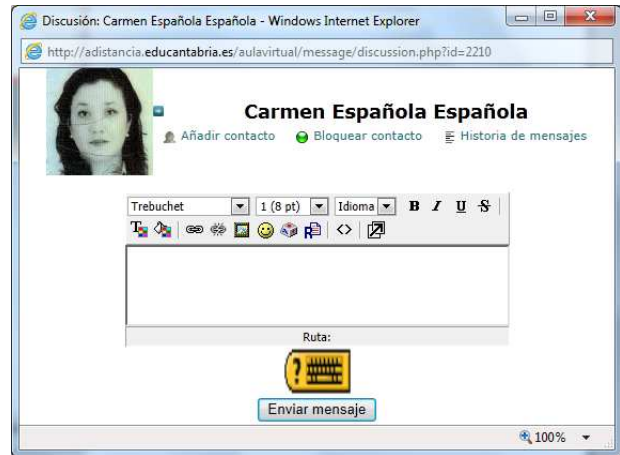 Discusión: Carmen Española Española - Windows Internet Explorer
http://adistancia.educantabria.es/aulavirtual/message/discussion.php?id=2210
Carmen Española Española
Añadir contacto Bloquear contacto Historia de mensajes
Trebuchet 1 (8 pt) Idioma B I U S
Ruta:
?
Enviar mensaje
100%